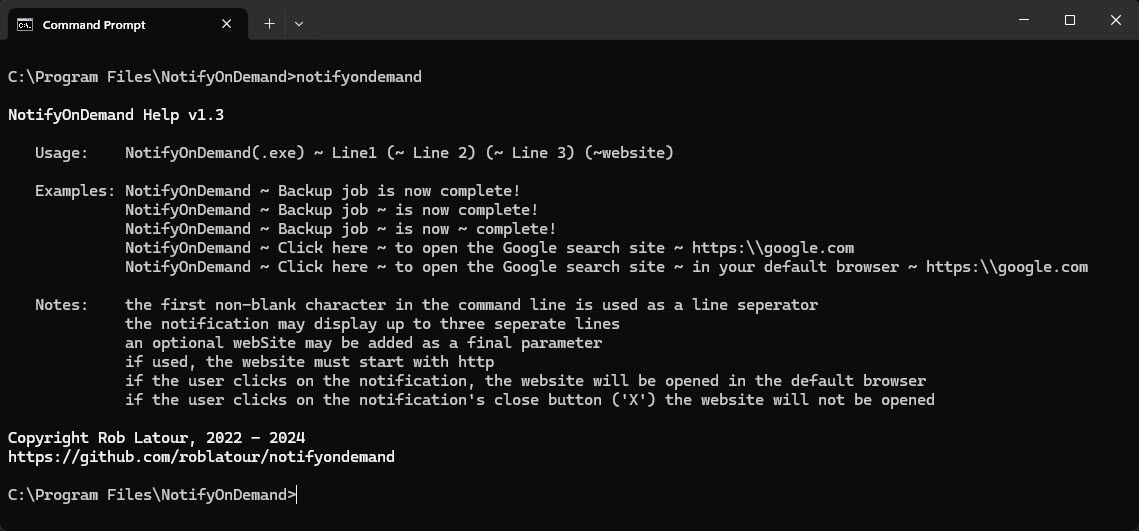 Command Prompt
C:\Program Files\NotifyOnDemand>notifyondemand
NotifyOnDemand Help v1.3
Usage: NotifyOnDemand(.exe) ~ Line1 (~ Line 2) (~ Line 3) (~website)
Examples: NotifyOnDemand ~ Backup job is now complete!
NotifyOnDemand ~ Backup job ~ is now complete!
NotifyOnDemand ~ Backup job ~ is now ~ complete!
NotifyOnDemand ~ Click here ~ to open the Google search site ~ https:\\google.com
NotifyOnDemand ~ Click here ~ to open the Google search site ~ in your default browser ~ https:\\google.com
Notes: the first non-blank character in the command line is used as a line seperator
the notification may display up to three seperate lines
an optional webSite may be added as a final parameter
if used, the website must start with http
if the user clicks on the notification, the website will be opened in the default browser
if the user clicks on the notification's close button ('X') the website will not be opened
Copyright Rob Latour, 2022 - 2024
https://github.com/roblatour/notifyondemand
C:\Program Files\NotifyOnDemand>